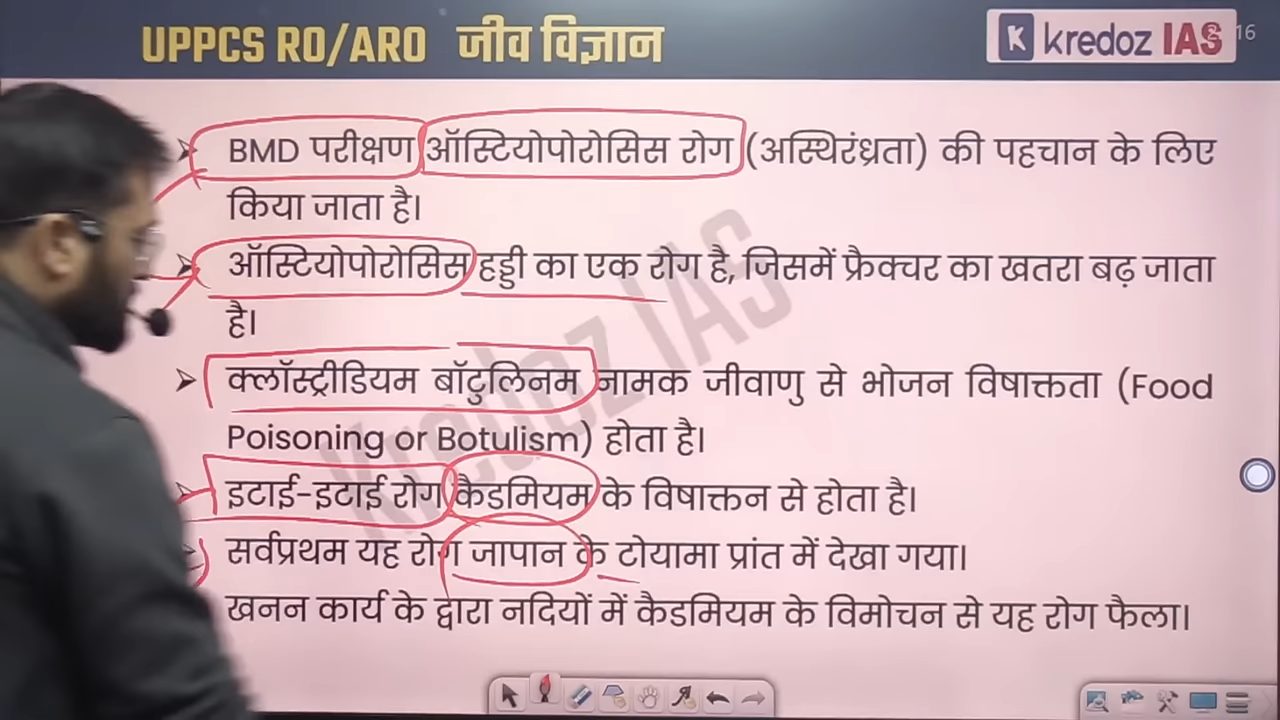 UPPCS RO/ARO जीव विज्ञान
K kredoz IAS
16
BMD परीक्षण ऑस्टियोपोरोसिस रोग (अस्थिरंध्रता) की पहचान के लिए
किया जाता है।
ऑस्टियोपोरोसिस हड्डी का एक रोग है, जिसमें फ्रैक्चर का खतरा बढ़ जाता
है।
क्लॉस्ट्रीडियम बॉटुलिनम नामक जीवाणु से भोजन विषाक्तता (Food
Poisoning or Botulism) होता है।
इटाई-इटाई रोग कैडमियम के विषाक्तन से होता है।
सर्वप्रथम यह रोग जापान के टोयामा प्रांत में देखा गया।
खनन कार्य के द्वारा नदियों में कैडमियम के विमोचन से यह रोग फैला।
Kredoz IAS